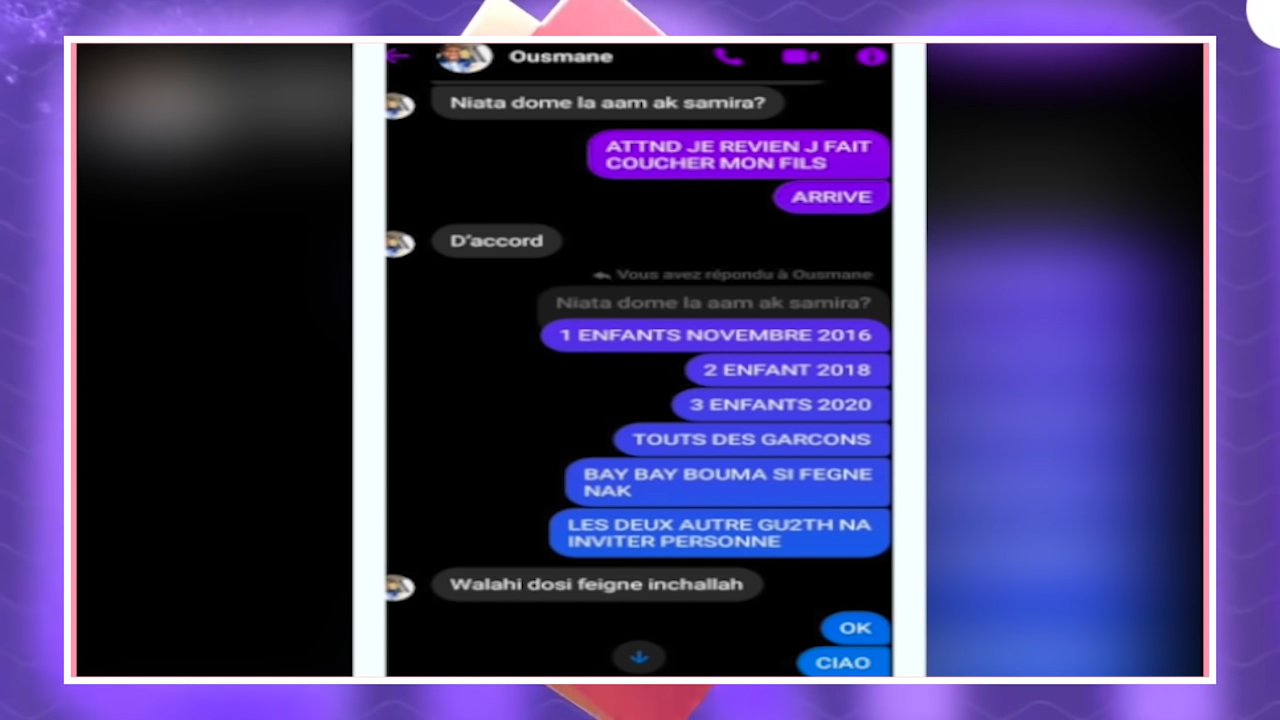 Ousmane
Niata dome la aam ak samira?
ATTND JE REVIEN J FAIT
COUCHER MON FILS
ARRIVE
D'accord
Vous avez répondu à Ousmane
Niata dome la aam ak samira?
1 ENFANTS NOVEMBRE 2016
2 ENFANT 2018
3 ENFANTS 2020
TOUTS DES GARCONS
BAY BAY BOUMA SI FEGNE
NAK
LES DEUX AUTRE GU2TH NA
INVITER PERSONNE
Walahi dosi feigne inchallah
OK
CIAO